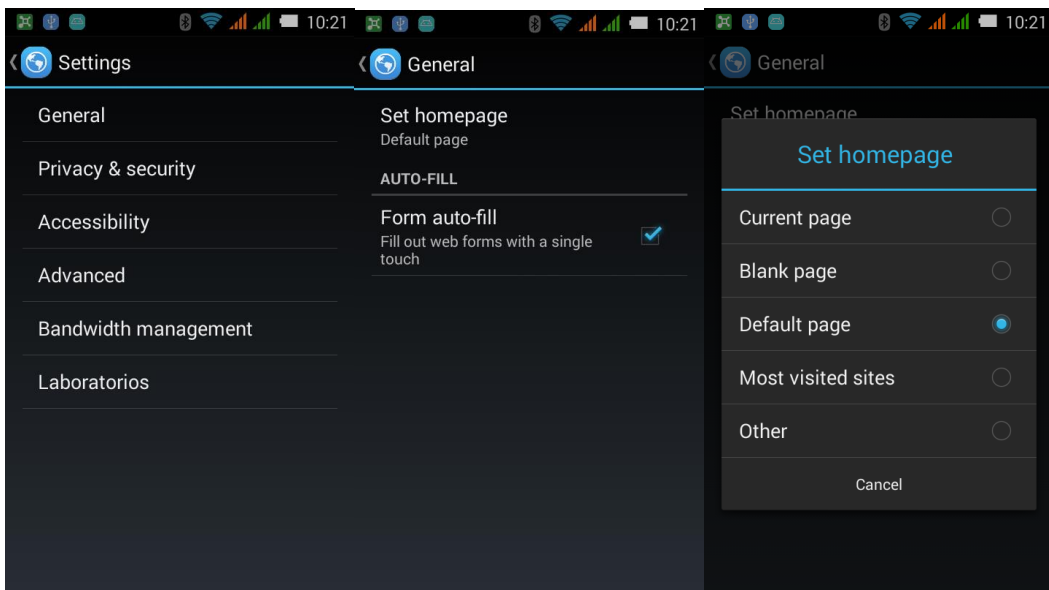 10:21
Settings
General
Privacy & security
Accessibility
Advanced
Bandwidth management
Laboratorios
10:21
General
Set homepage
Default page
AUTO-FILL
Form auto-fill
Fill out web forms with a single
touch
10:21
General
Set homepage
Set homepage
Current page
Blank page
Default page
Most visited sites
Other
Cancel